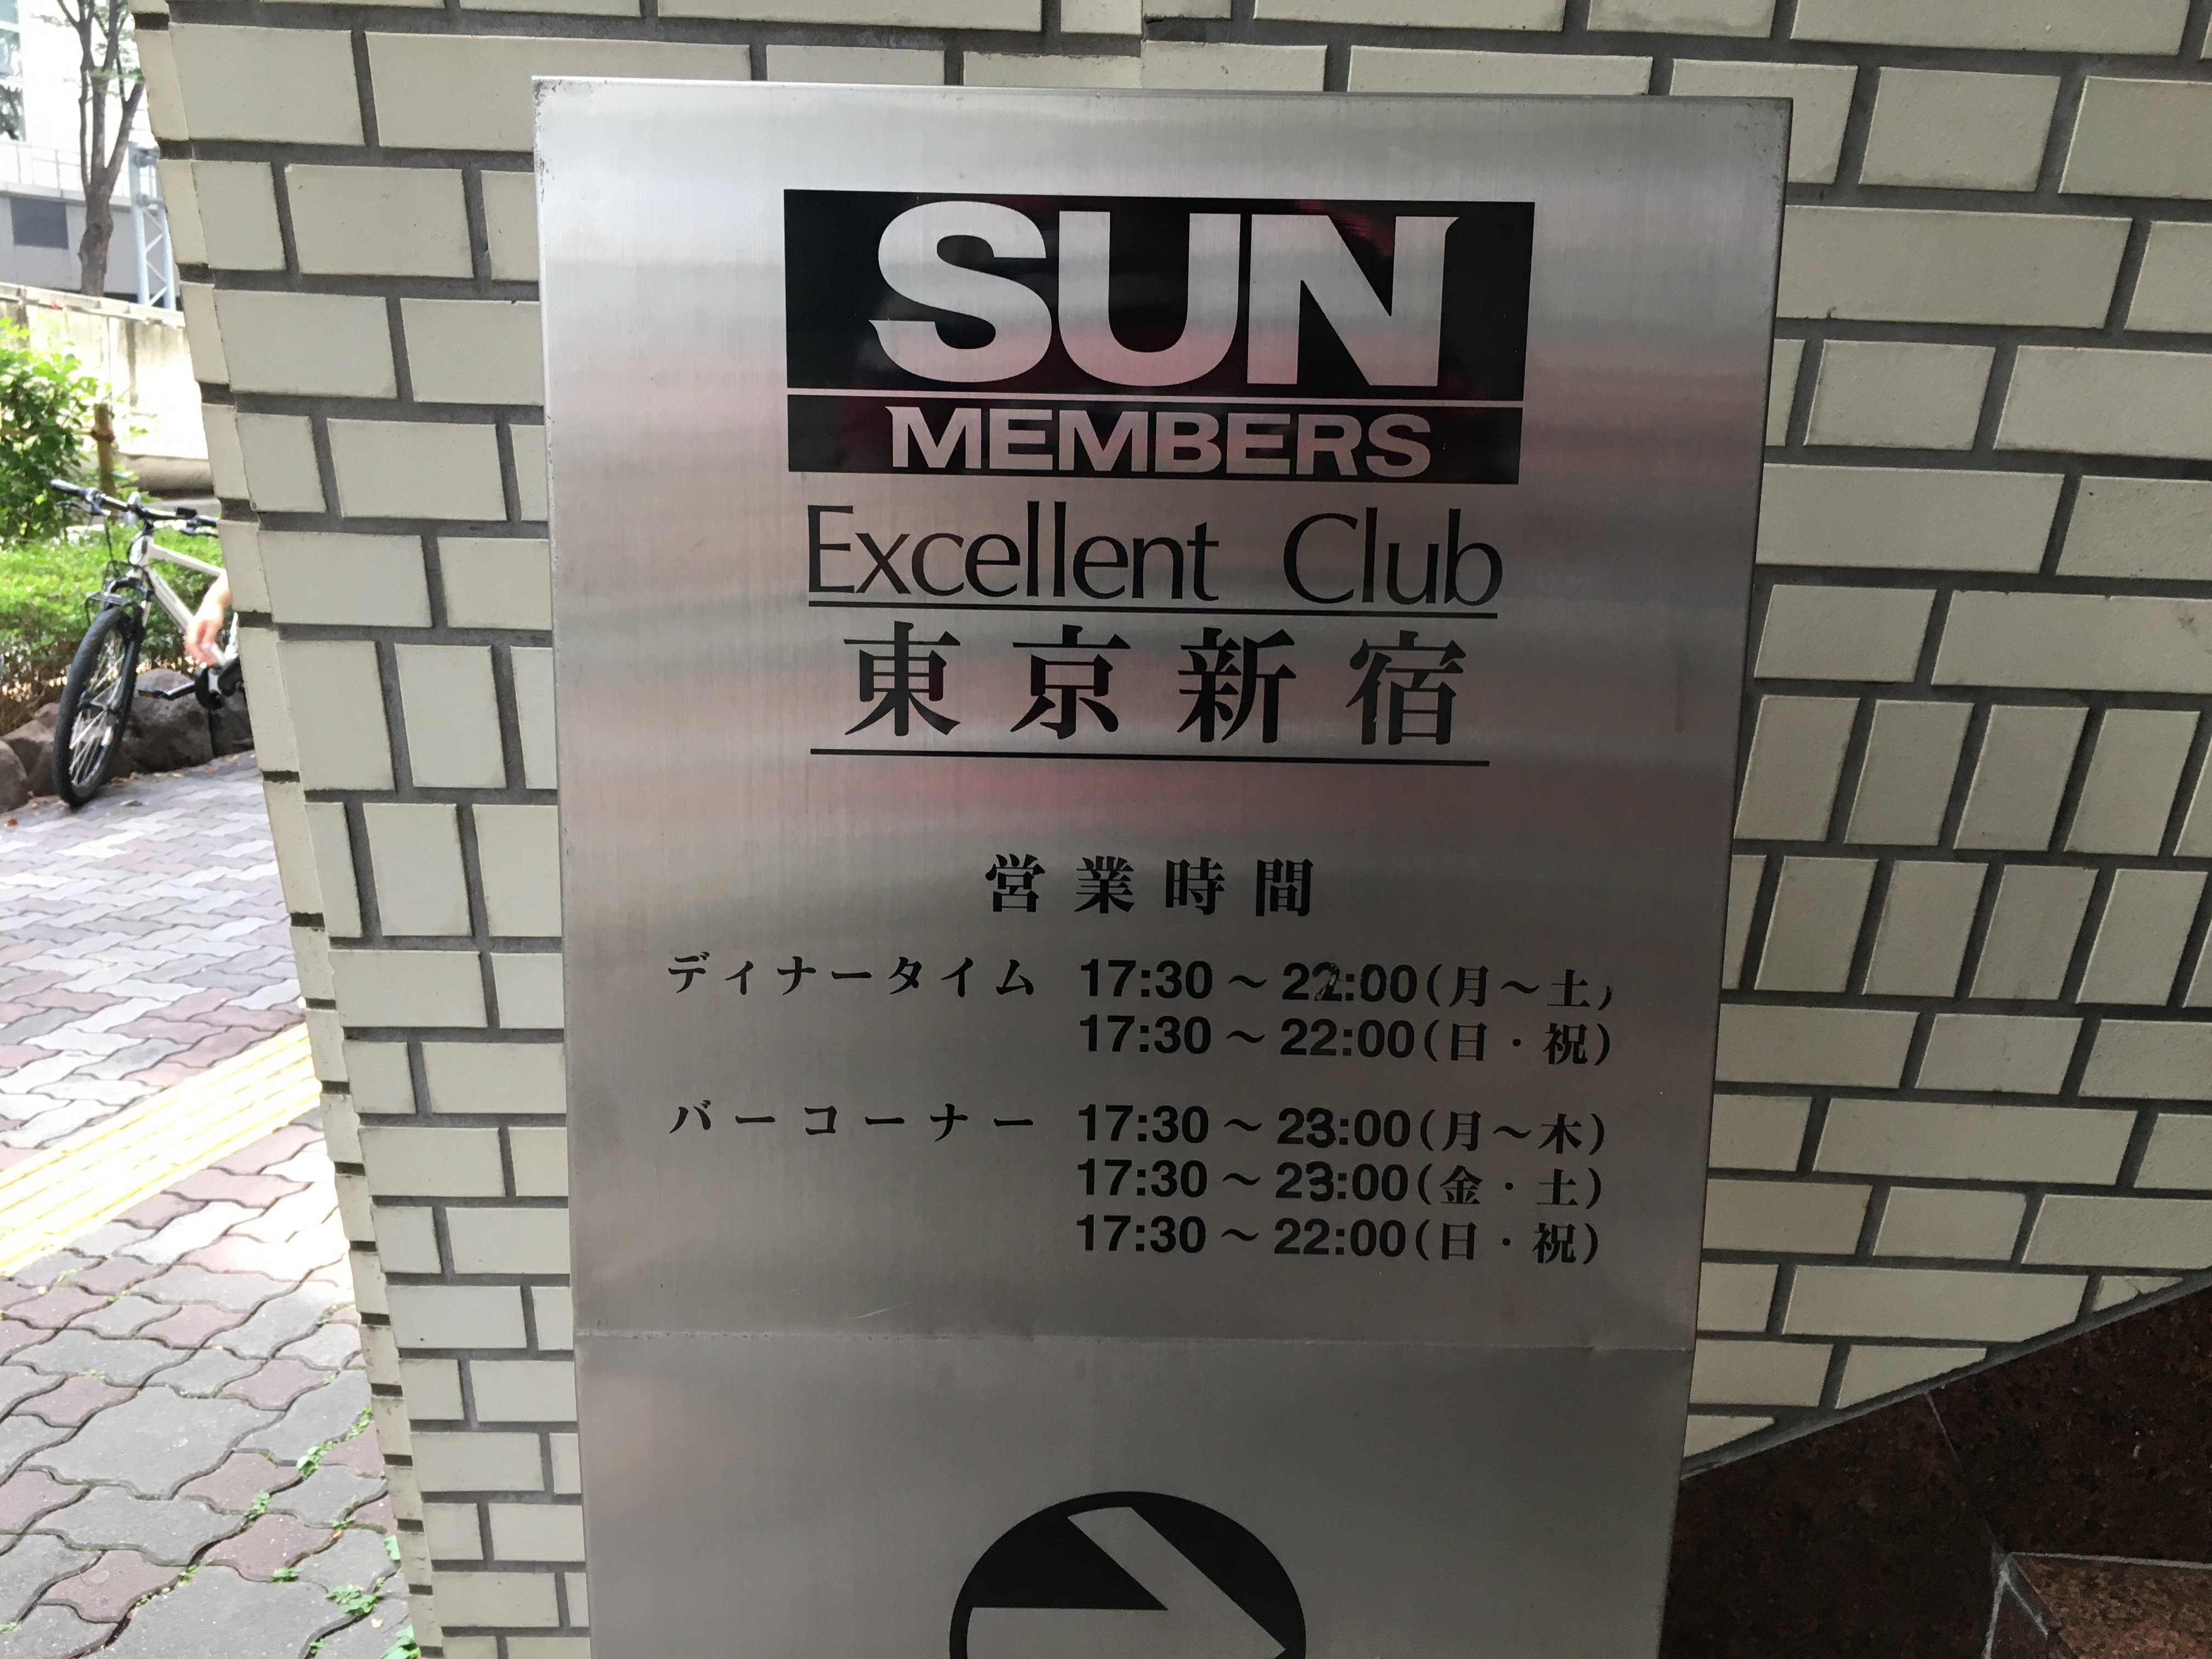 SUN
MEMBERS
Excellent Club
東京新宿
営業時間
ディナータイム 17:30～22:00(月～土)
17:30～22:00(日・祝)
バーコーナー 17:30～23:00(月～木)
17:30～23:00(金・土)
17:30～22:00(日・祝)